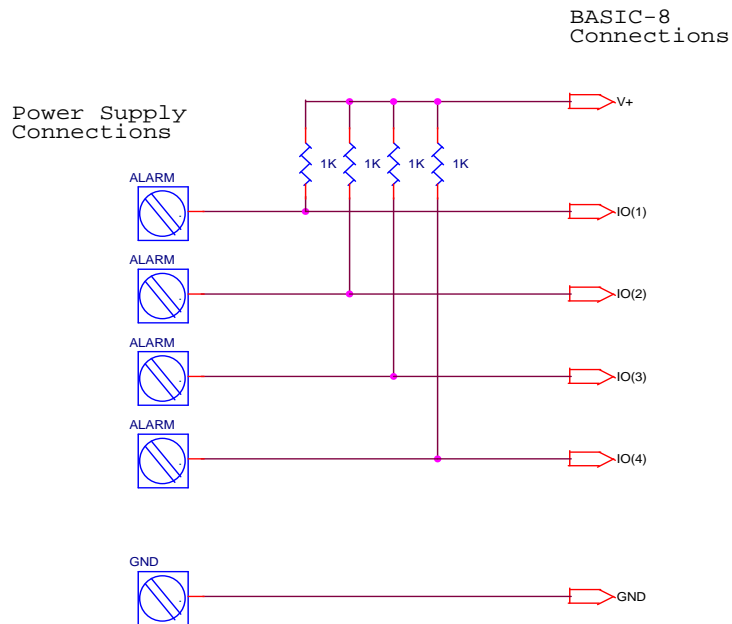 BASIC-8
Connections
V+
Power Supply
Connections
1K 1K 1K 1K
ALARM
IO(1)
ALARM
IO(2)
ALARM
IO(3)
ALARM
IO(4)
GND
GND